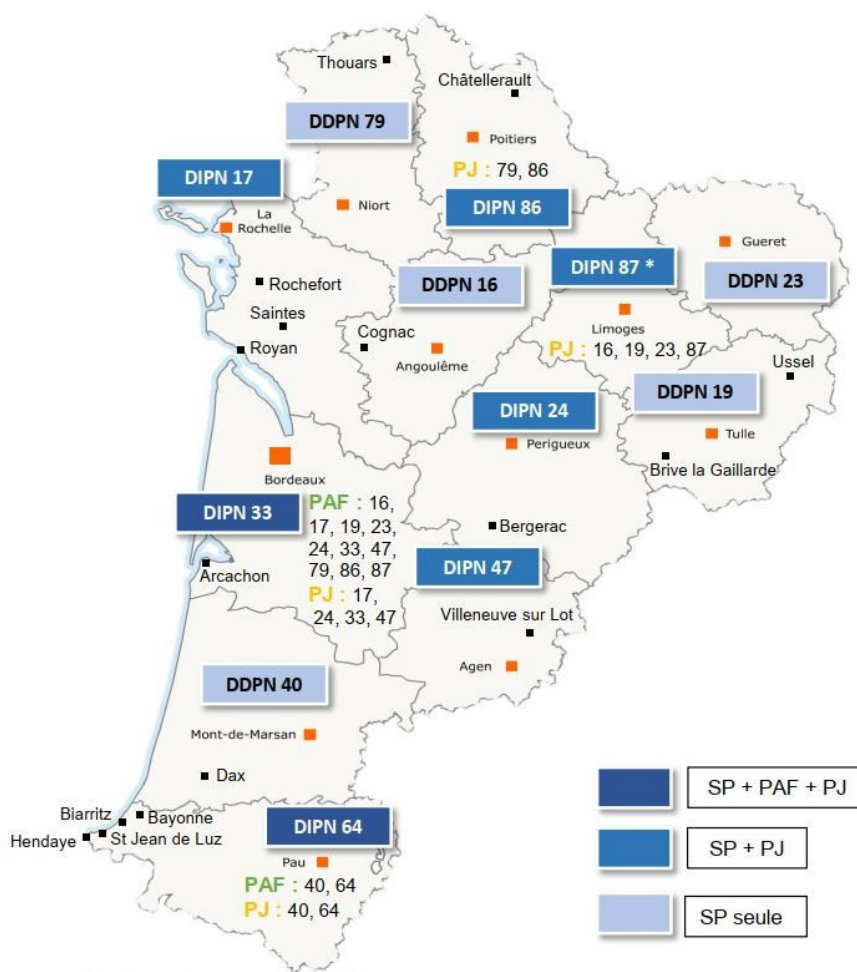 Thouars
Châtellerault
DDPN 79
Poitiers
PJ : 79, 86
DIPN 17
Niort
DIPN 86
La
Rochelle
Gueret
DIPN 87 *
DDPN 16
DDPN 23
Rochefort
Saintes
Limoges
Cognac
PJ : 16, 19, 23, 87
Royan
Angoulême
Ussel
DDPN 19
DIPN 24
Tulle
Perigueux
Brive la Gaillarde
Bordeaux
DIPN 33
PAF : 16,
17, 19, 23,
24, 33, 47,
79, 86, 87
PJ : 17,
24, 33, 47
Bergerac
Arcachon
DIPN 47
Villeneuve sur Lot
Agen
DDPN 40
Mont-de-Marsan
Dax
Biarritz
Bayonne
Hendaye
St Jean de Luz
DIPN 64
Pau
PAF : 40, 64
PJ : 40, 64
SP + PAF + PJ
SP + PJ
SP seule